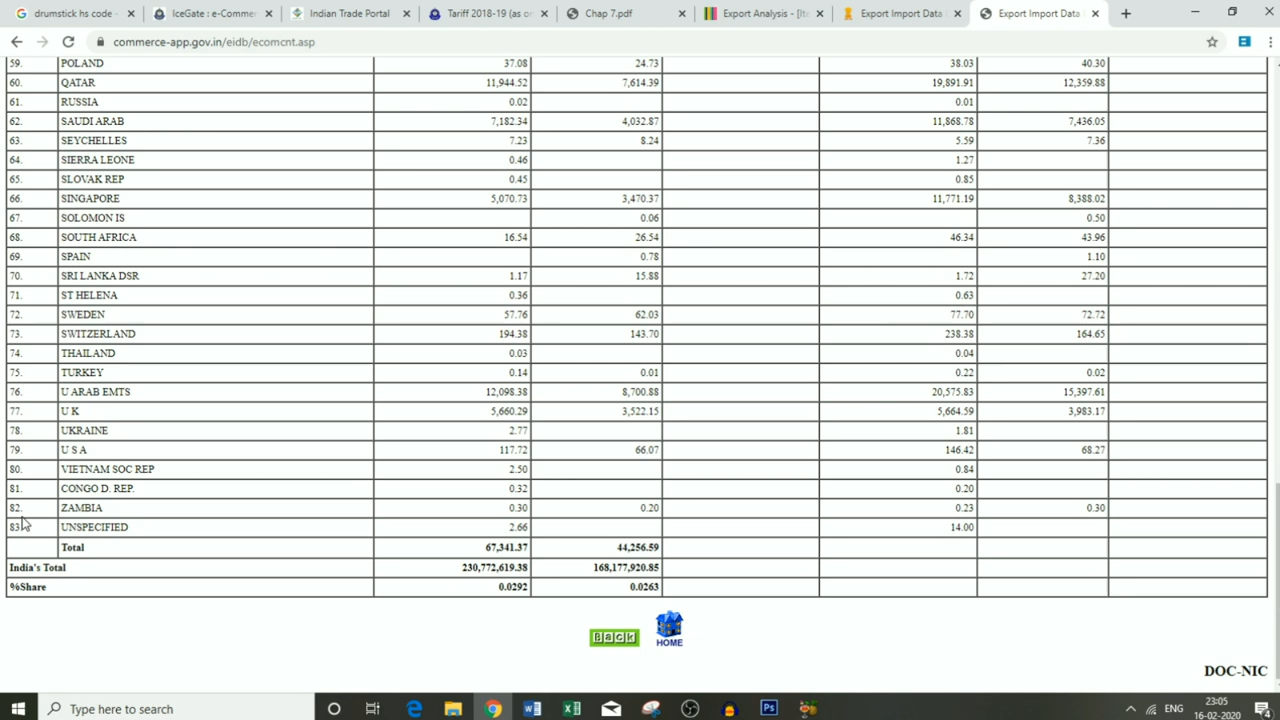 drumstick hs code -
IceGate : e-Commer
Indian Trade Portal
Tariff 2018-19 (as o
Chap 7.pdf
Export Analysis - [Ite
Export Import Data
Export Import Data
commerce-app.gov.in/eidb/ecomcnt.asp
59. POLAND 37.08 24.73 38.03 40.30
60. QATAR 11,944.52 7,614.39 19,891.91 12,359.88
61. RUSSIA 0.02 0.01
62. SAUDI ARAB 7,182.34 4,032.87 11,868.78 7,436.05
63. SEYCHELLES 7.23 8.24 5.59 7.36
64. SIERRA LEONE 0.46 1.27
65. SLOVAK REP 0.45 0.85
66. SINGAPORE 5,070.73 3,470.37 11,771.19 8,388.02
67. SOLOMON IS 0.06 0.50
68. SOUTH AFRICA 16.54 26.54 46.34 43.96
69. SPAIN 0.78 1.10
70. SRI LANKA DSR 1.17 15.88 1.72 27.20
71. ST HELENA 0.36 0.63
72. SWEDEN 57.76 62.03 77.70 72.72
73. SWITZERLAND 194.38 143.70 238.38 164.65
74. THAILAND 0.03 0.04
75. TURKEY 0.14 0.01 0.22 0.02
76. U ARAB EMTS 12,098.38 8,700.88 20,575.83 15,397.61
77. U K 5,660.29 3,522.15 5,664.59 3,983.17
78. UKRAINE 2.77 1.81
79. U S A 117.72 66.07 146.42 68.27
80. VIETNAM SOC REP 2.50 0.84
81. CONGO D. REP. 0.32 0.20
82. ZAMBIA 0.30 0.20 0.23 0.30
83. UNSPECIFIED 2.66 14.00
Total 67,341.37 44,256.59
India's Total 230,772,619.38 168,177,920.85
%Share 0.0292 0.0263
BACK
HOME
DOC-NIC
Type here to search
ENG
23:05
16-02-2020
4